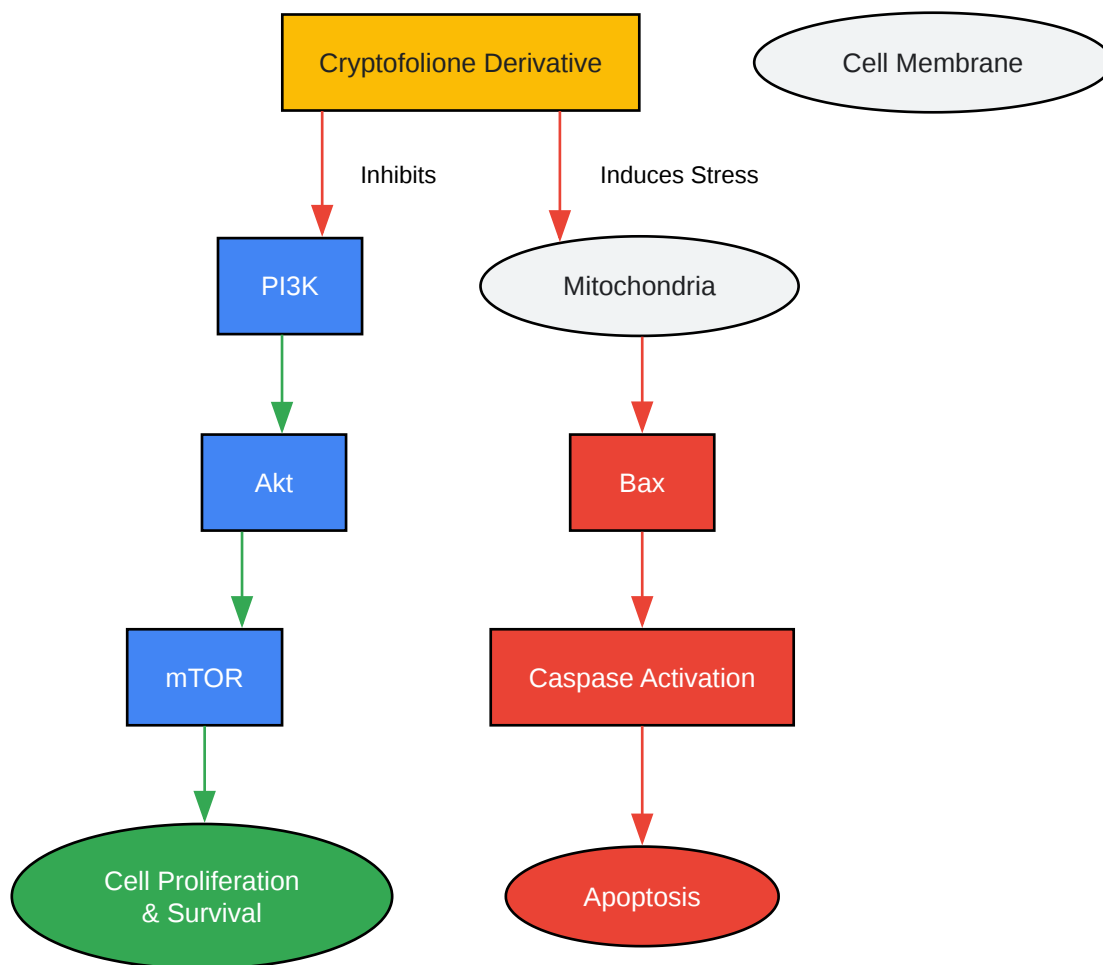 Cryptofolione Derivative
Cell Membrane
Inhibits
Induces Stress
PI3K
Mitochondria
Akt
Bax
mTOR
Caspase Activation
Cell Proliferation
& Survival
Apoptosis